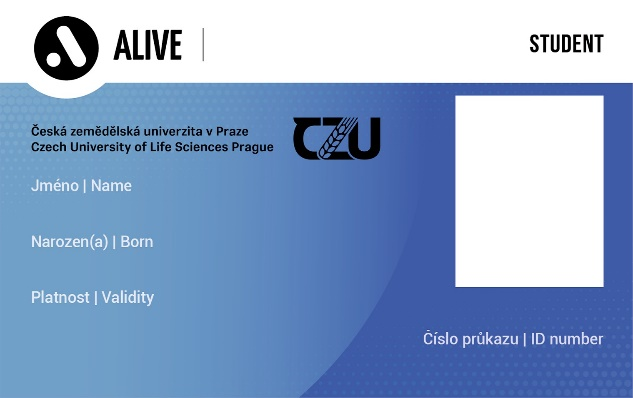 ALIVE
STUDENT
Česká zemědělská univerzita v Praze
Czech University of Life Sciences Prague
CZU
Jméno | Name
Narozen(a) | Born
Platnost | Validity
Číslo průkazu | ID number